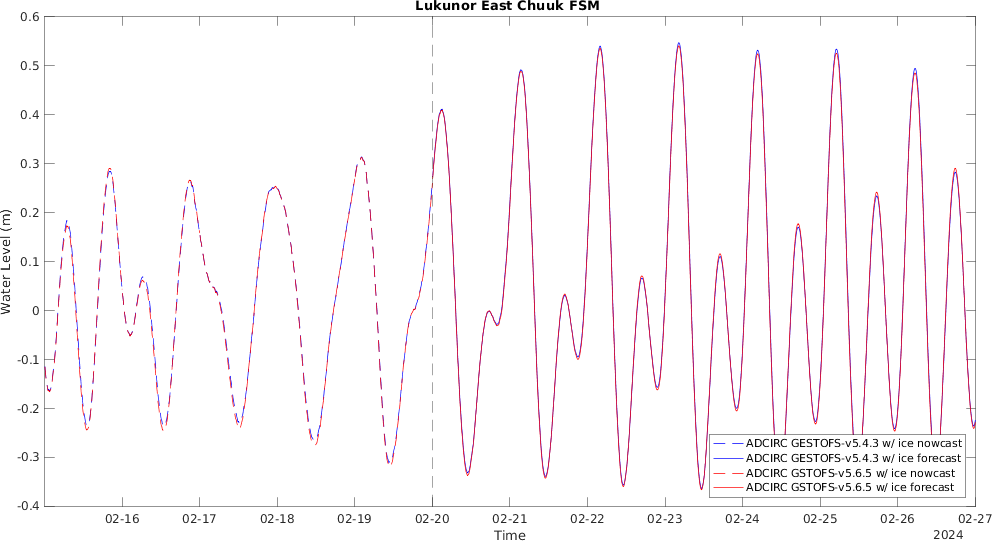 Lukunor East Chuuk FSM
0.6
0.5
0.4
0.3
0.2
0.1
0
-0.1
-0.2
-0.3
-0.4
Water Level (m)
ADCIRC GESTOFS-v5.4.3 w/ ice nowcast
ADCIRC GSTOFS-v5.4.3 w/ ice forecast
ADCIRC GSTOFS-v5.6.5 w/ ice nowcast
ADCIRC GSTOFS-v5.6.5 w/ ice forecast
02-16 02-17 02-18 02-19 02-20 02-21 02-22 02-23 02-24 02-25 02-26 02-27
Time
2024